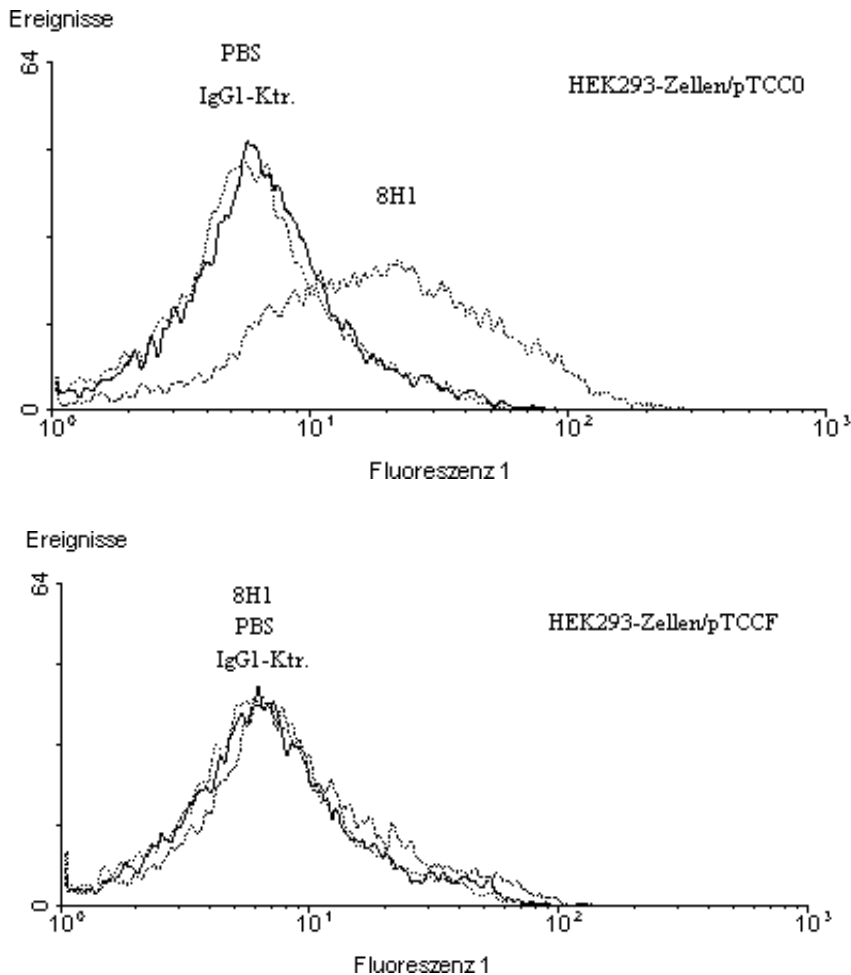 Ereignisse
64
PBS
IgG1-Ktr.
HEK293-Zellen/pTCC0
8H1
0
10⁰ 10¹ 10² 10³
Fluoreszenz 1
Ereignisse
64
8H1
PBS
IgG1-Ktr.
HEK293-Zellen/pTCCF
0
10⁰ 10¹ 10² 10³
Fluoreszenz 1